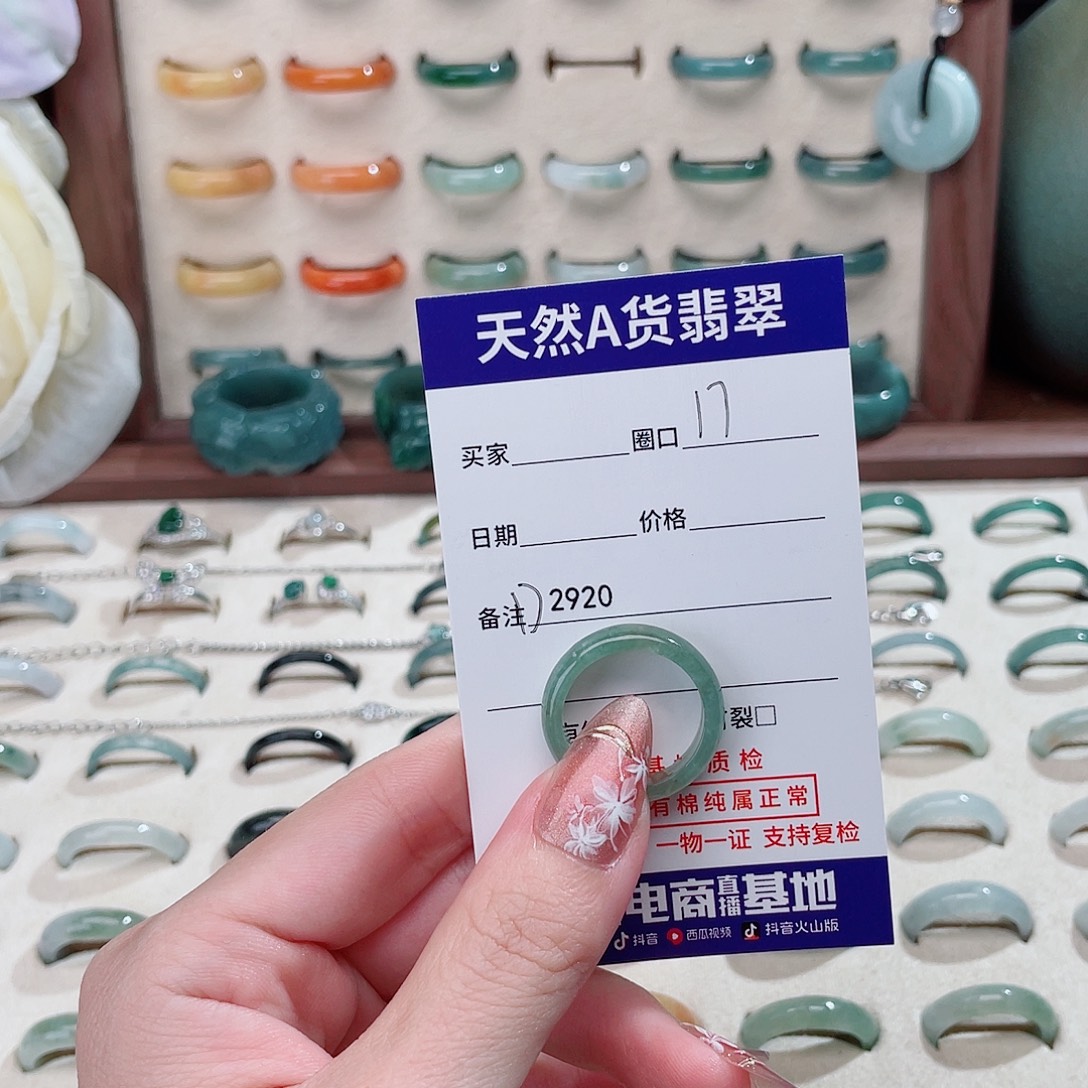 天然A货翡翠
买家 圈口 17
日期 价格
备注 17 2920
裂□
质检
有棉纯属正常
一物一证 支持复检
电商直播基地
抖音 西瓜视频 抖音火山版